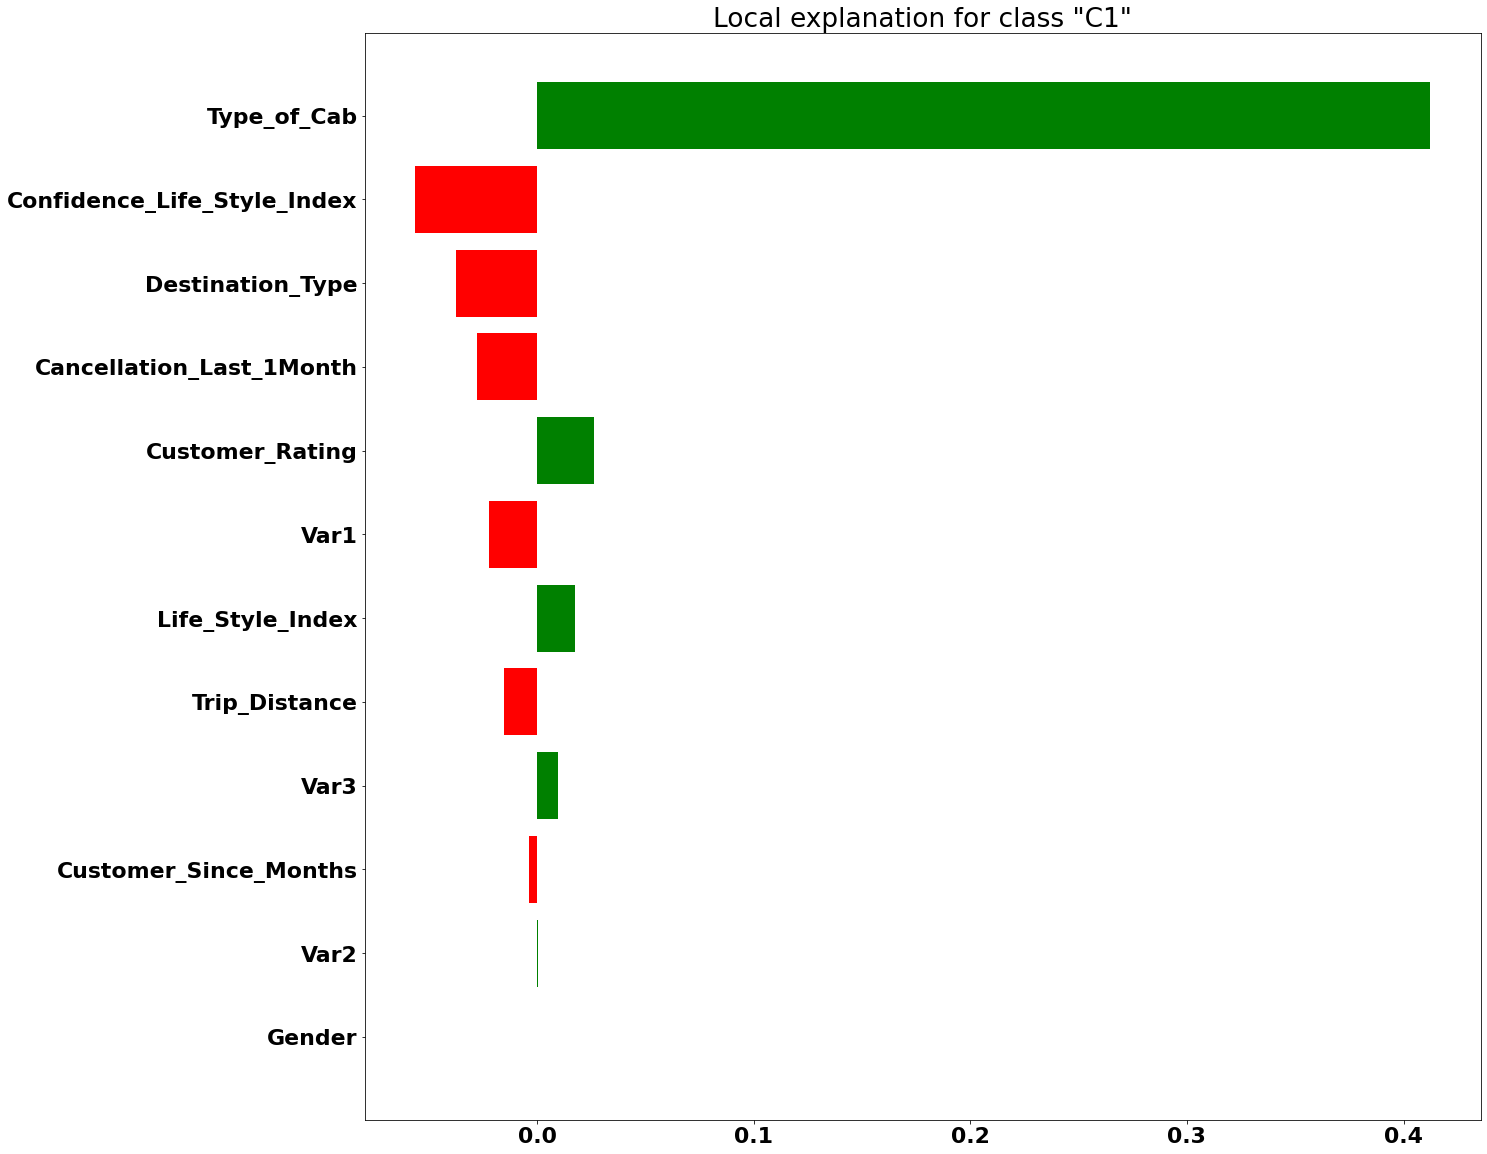 Local explanation for class "C1"
Type_of_Cab
Confidence_Life_Style_Index
Destination_Type
Cancellation_Last_1Month
Customer_Rating
Var1
Life_Style_Index
Trip_Distance
Var3
Customer_Since_Months
Var2
Gender
0.0 0.1 0.2 0.3 0.4